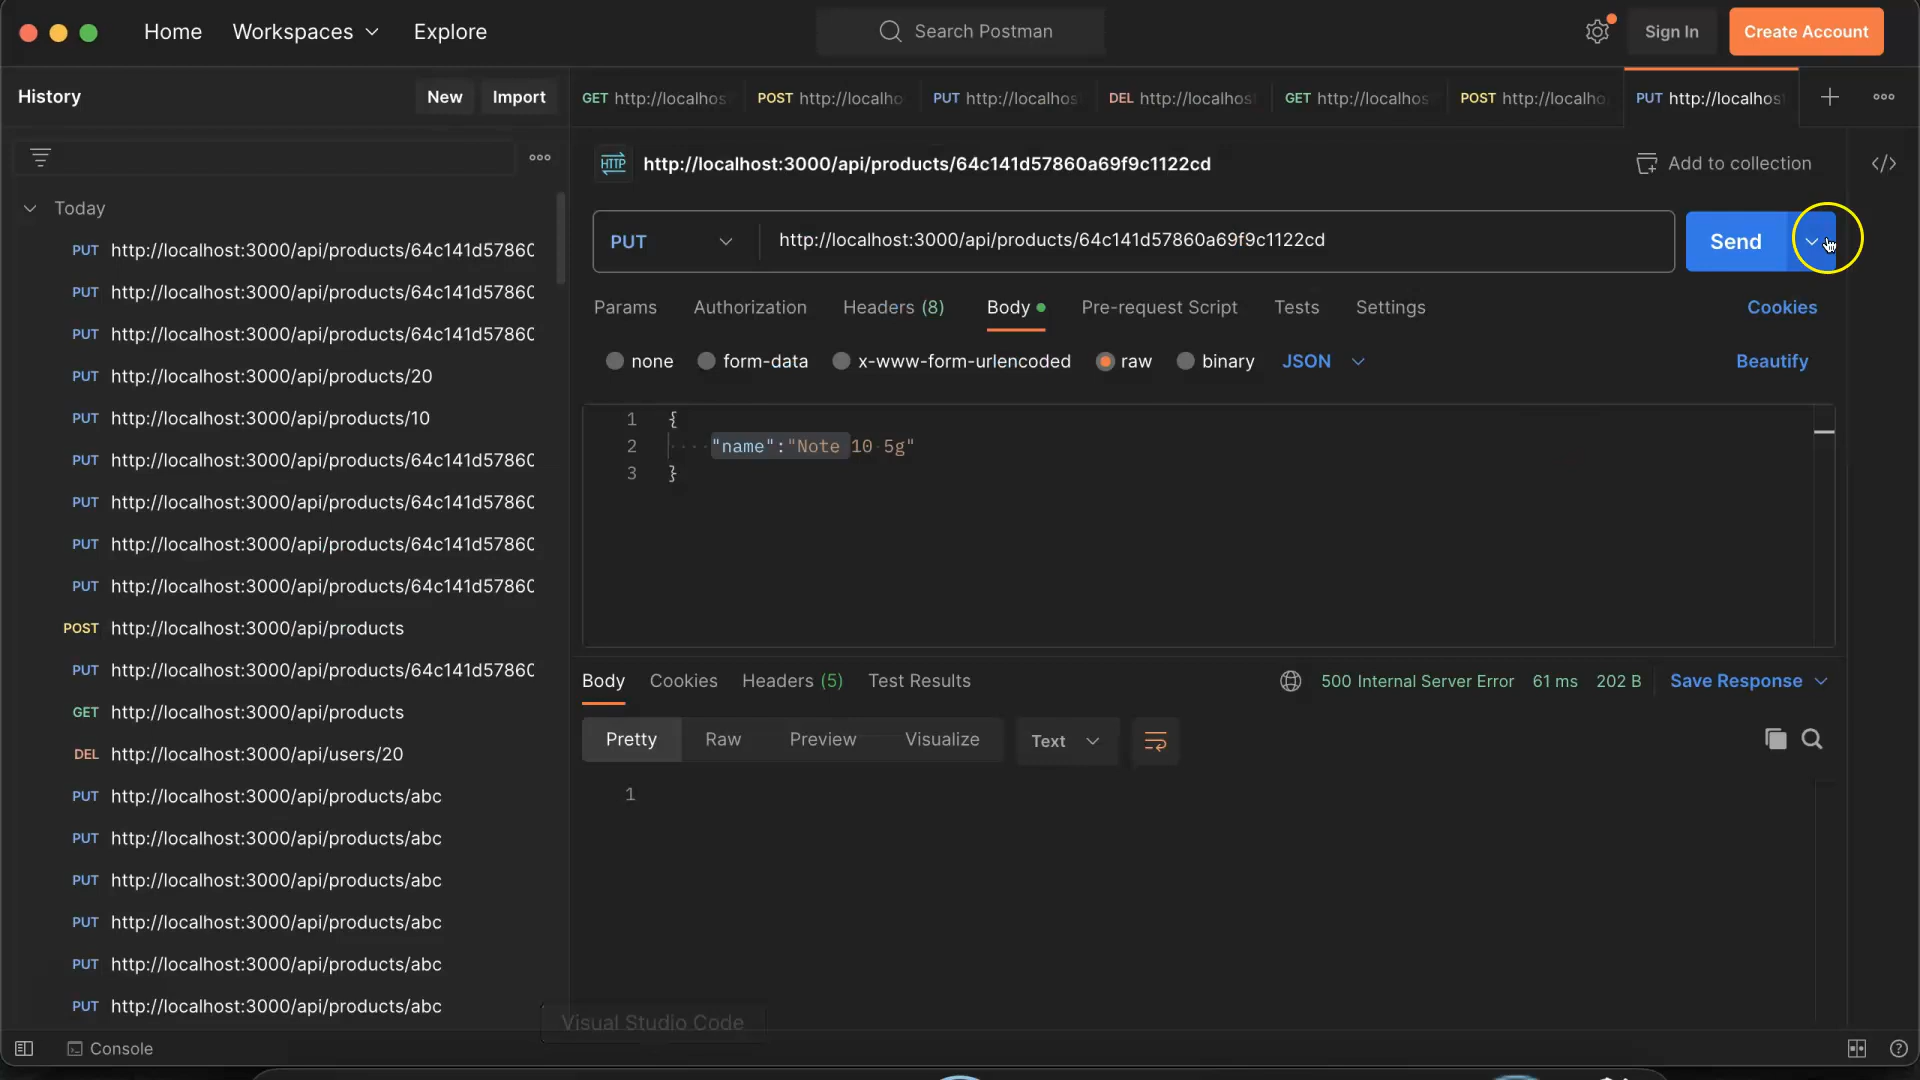 Home Workspaces Explore Search Postman Sign In Create Account
History New Import
GET http://localhos POST http://localho PUT http://localhos DEL http://localhos GET http://localhos POST http://localho PUT http://localhos
HTTP http://localhost:3000/api/products/64c141d57860a69f9c1122cd Add to collection </>
PUT http://localhost:3000/api/products/64c141d57860a69f9c1122cd Send
Params Authorization Headers (8) Body Pre-request Script Tests Settings Cookies
none form-data x-www-form-urlencoded raw binary JSON Beautify
1 {
2 "name":"Note 10 5g"
3 }
Today
PUT http://localhost:3000/api/products/64c141d57860
PUT http://localhost:3000/api/products/64c141d57860
PUT http://localhost:3000/api/products/64c141d57860
PUT http://localhost:3000/api/products/20
PUT http://localhost:3000/api/products/10
PUT http://localhost:3000/api/products/64c141d57860
PUT http://localhost:3000/api/products/64c141d57860
PUT http://localhost:3000/api/products/64c141d57860
PUT http://localhost:3000/api/products/64c141d57860
POST http://localhost:3000/api/products
PUT http://localhost:3000/api/products/64c141d57860
GET http://localhost:3000/api/products
DEL http://localhost:3000/api/users/20
PUT http://localhost:3000/api/products/abc
PUT http://localhost:3000/api/products/abc
PUT http://localhost:3000/api/products/abc
PUT http://localhost:3000/api/products/abc
PUT http://localhost:3000/api/products/abc
PUT http://localhost:3000/api/products/abc
Body Cookies Headers (5) Test Results 500 Internal Server Error 61 ms 202 B Save Response
Pretty Raw Preview Visualize Text
1
Visual Studio Code
Console